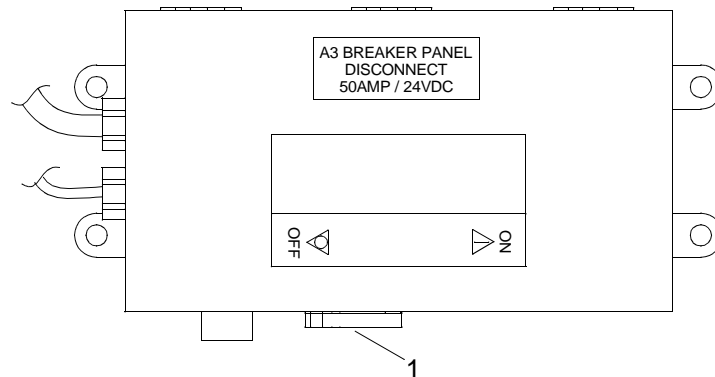 A3 BREAKER PANEL
DISCONNECT
50AMP / 24VDC
OFF
ON
1